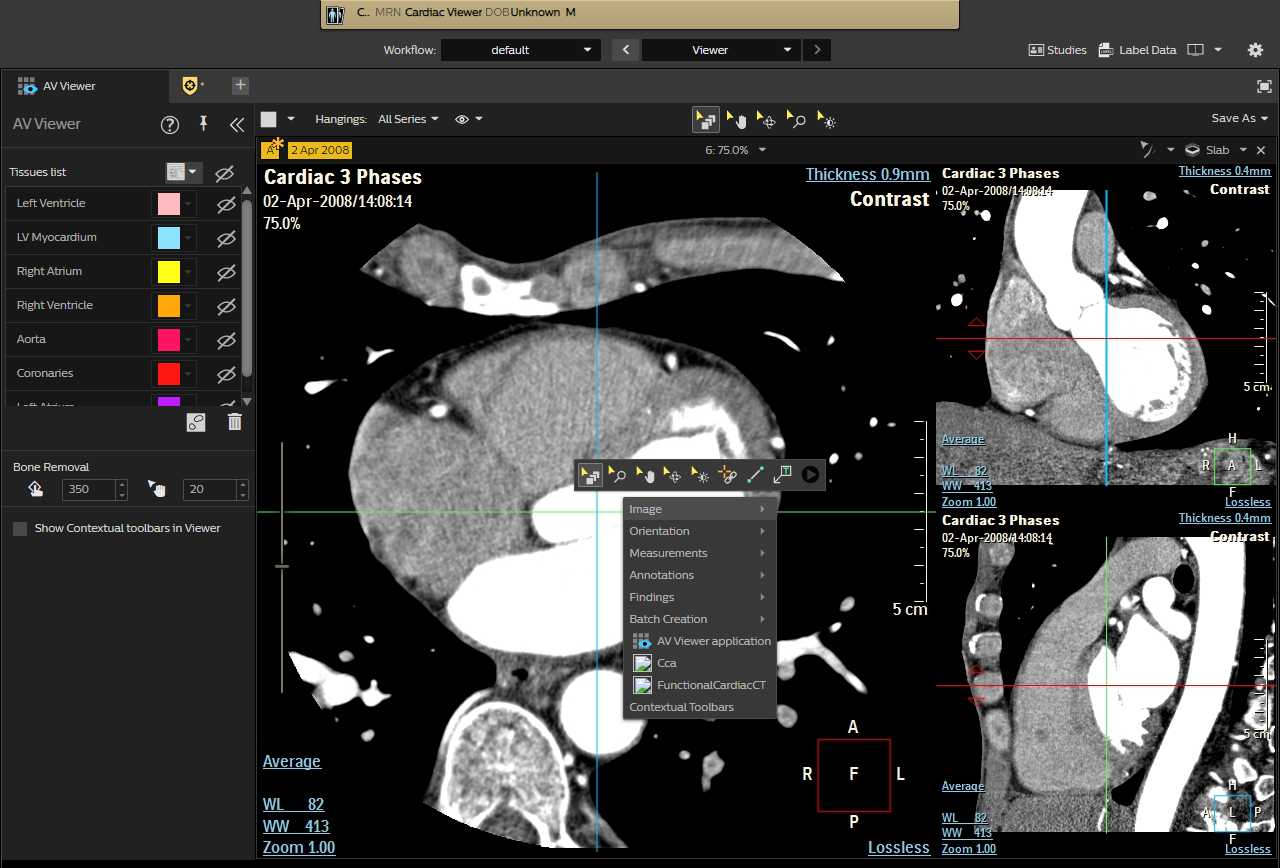 C.. MRN Cardiac Viewer DOB Unknown M
Workflow: default Viewer Studies Label Data
AV Viewer
AV Viewer
Hangings: All Series
Save As
A
2 Apr 2008
6: 75.0%
Slab
Tissues list
Left Ventricle
LV Myocardium
Right Atrium
Right Ventricle
Aorta
Coronaries
Left Atrium
Bone Removal
350
20
Show Contextual toolbars in Viewer
Cardiac 3 Phases
02-Apr-2008/14:08:14
75.0%
Thickness 0.9mm
Contrast
5 cm
Average
WL 82
WW 413
Zoom 1.00
A
R F L
P
Lossless
Image
Orientation
Measurements
Annotations
Findings
Batch Creation
AV Viewer application
Cca
FunctionalCardiacCT
Contextual Toolbars
Cardiac 3 Phases
02-Apr-2008/14:08:14
75.0%
Thickness 0.4mm
Contrast
5 cm
Average
WL 82
WW 413
Zoom 1.00
H
R A L
F
Lossless
Cardiac 3 Phases
02-Apr-2008/14:08:14
75.0%
Thickness 0.4mm
Contrast
5 cm
Average
WL 82
WW 413
Zoom 1.00
H
A L P
F
Lossless